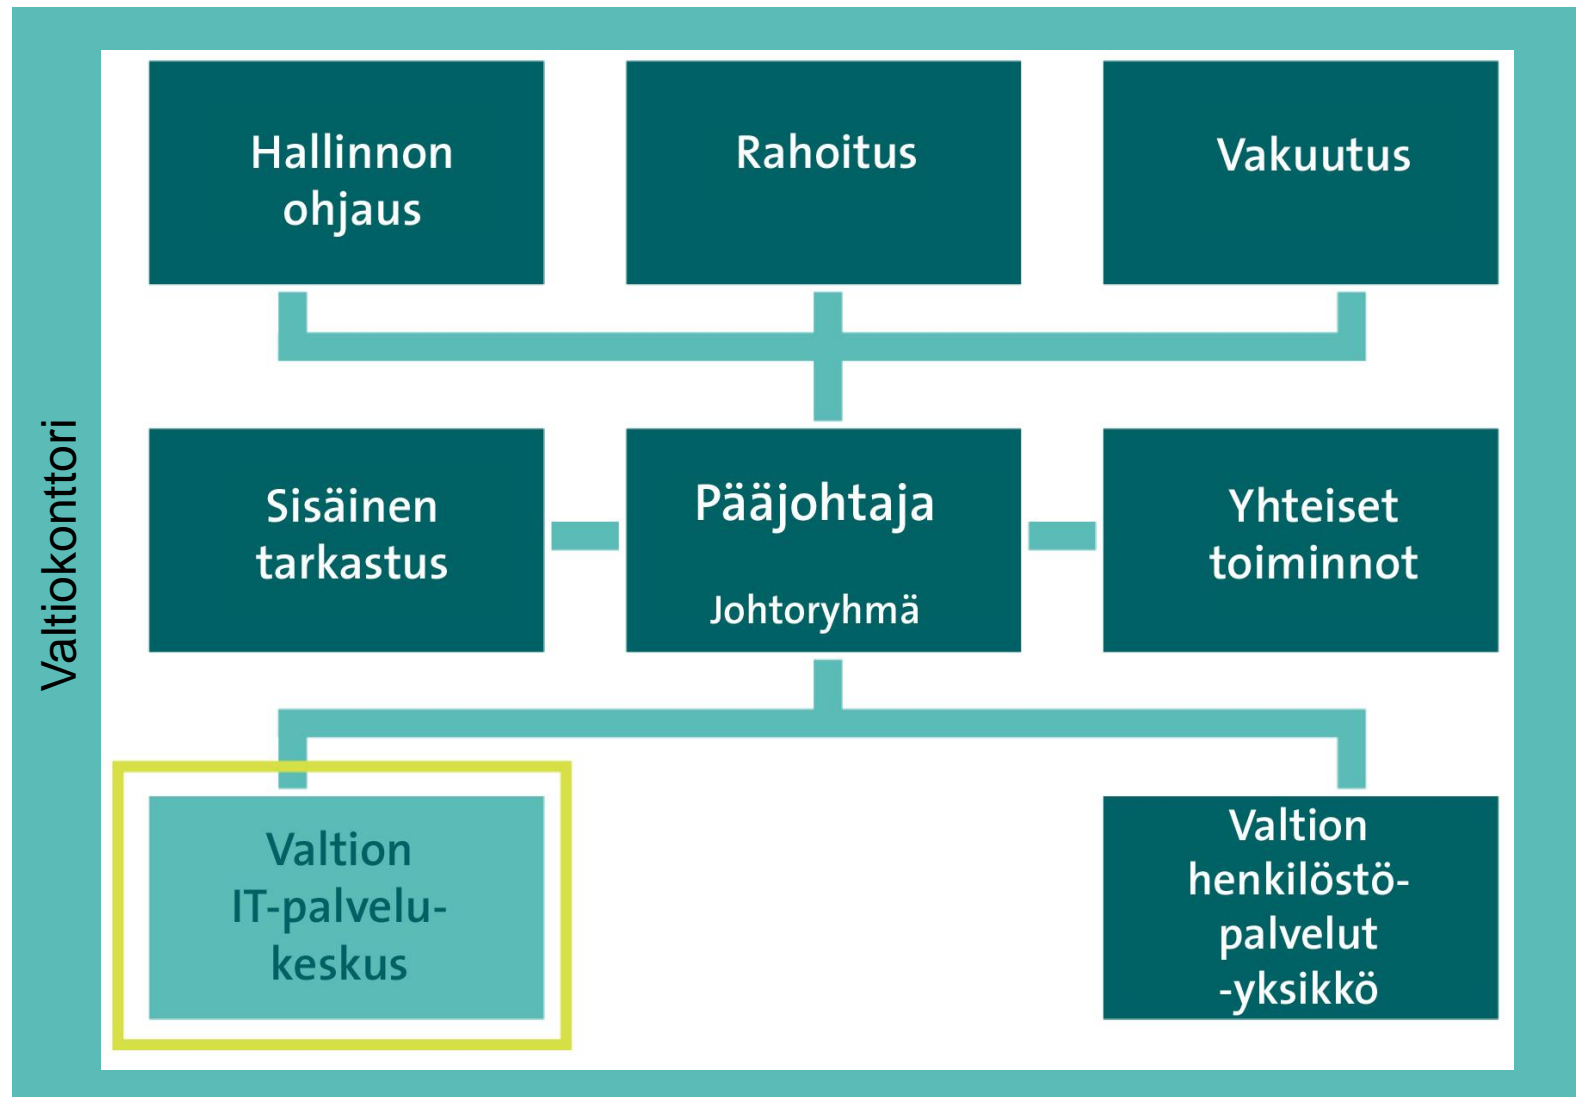 Valtiokonttori
Hallinnon
ohjaus
Rahoitus
Vakuutus
Sisäinen
tarkastus
Pääjohtaja
Johtoryhmä
Yhteiset
toiminnot
Valtion
IT-palvelu-
keskus
Valtion
henkilöstö-
palvelut
-yksikkö